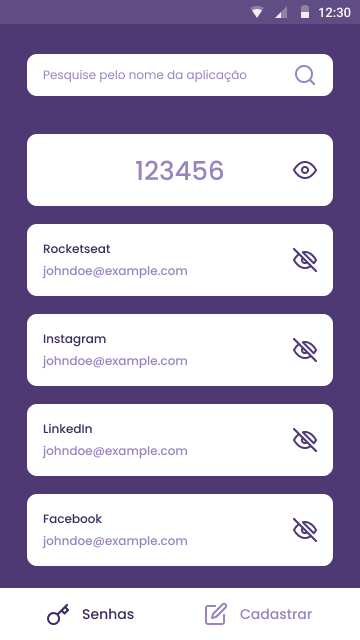 12:30
Pesquise pelo nome da aplicação
123456
Rocketseat
johndoe@example.com
Instagram
johndoe@example.com
LinkedIn
johndoe@example.com
Facebook
johndoe@example.com
Senhas
Cadastrar